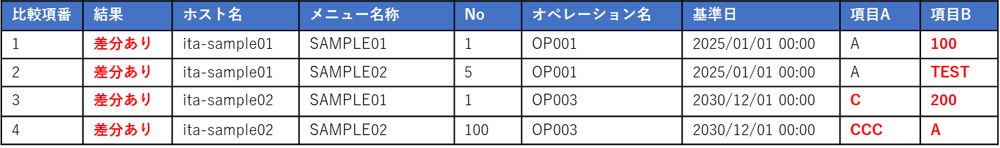 比較項番 結果 ホスト名 メニュー名称 No オペレーション名 基準日 項目A 項目B
1 差分あり ita-sample01 SAMPLE01 1 OP001 2025/01/01 00:00 A 100
2 差分あり ita-sample01 SAMPLE02 5 OP001 2025/01/01 00:00 A TEST
3 差分あり ita-sample02 SAMPLE01 1 OP003 2030/12/01 00:00 C 200
4 差分あり ita-sample02 SAMPLE02 100 OP003 2030/12/01 00:00 CCC A